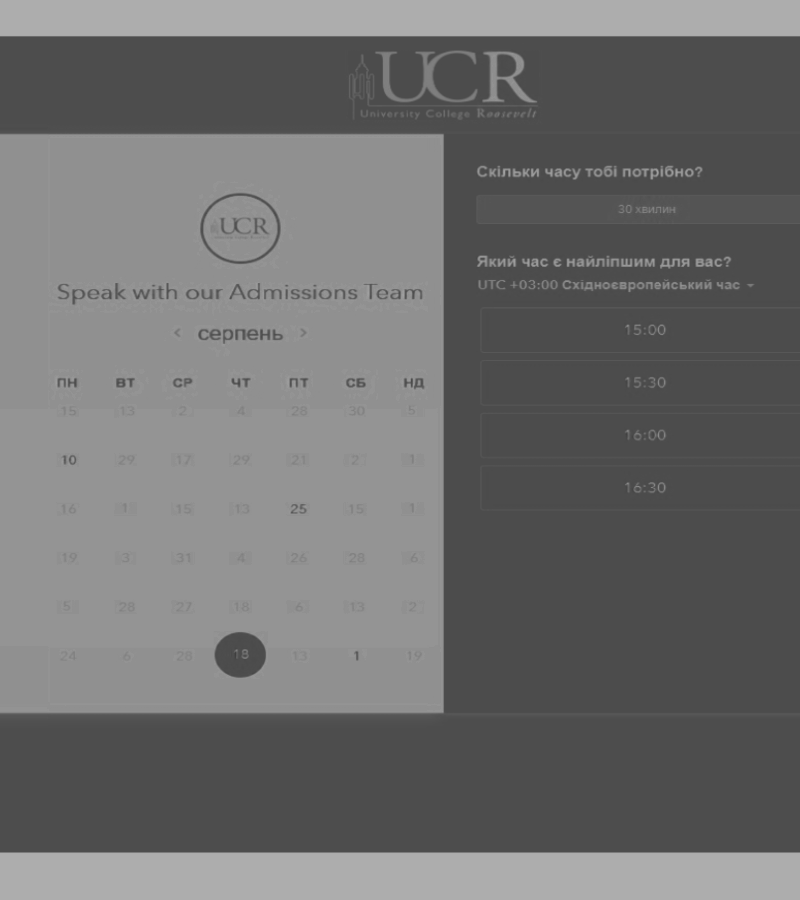 UCR
University College Roosevelt
UCR
Speak with our Admissions Team
‹ серпень ›
ПН ВТ СР ЧТ ПТ СБ НД
15 13 2 4 28 30 5
10 29 17 29 21 2 1
16 1 15 13 25 15 1
19 3 31 4 26 28 6
5 28 27 18 6 13 2
24 6 28 18 13 1 19
Скільки часу тобі потрібно?
30 хвилин
Який час є найліпшим для вас?
UTC +03:00 Східноєвропейський час
15:00
15:30
16:00
16:30